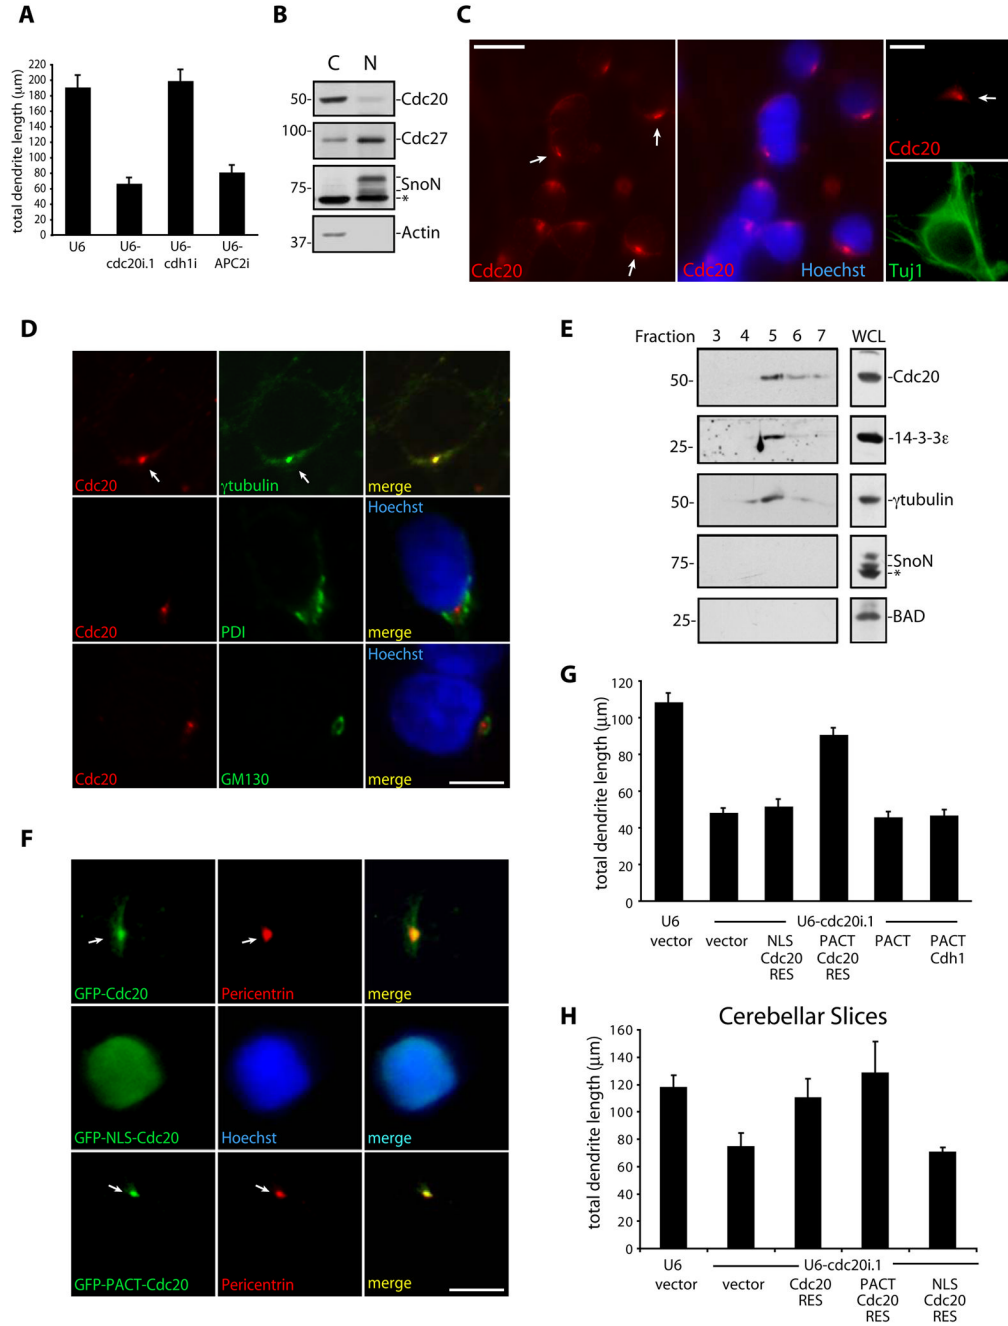 A
total dendrite length (μm)
220
200
180
160
140
120
100
80
60
40
20
0
U6
U6-
cdc20i.1
U6-
cdh1i
U6-
APC2i
B
C N
50- -Cdc20
100-
-Cdc27
75-
SnoN
-*
37-
-Actin
C
Cdc20
Cdc20 Hoechst
Cdc20
Tuj1
D
Cdc20 γtubulin merge
Hoechst
Cdc20 PDI merge
Hoechst
Cdc20 GM130 merge
E
Fraction 3 4 5 6 7 WCL
50- -Cdc20
25- -14-3-3ε
50- -γtubulin
75- -SnoN
-*
25- -BAD
F
GFP-Cdc20 Pericentrin merge
GFP-NLS-Cdc20 Hoechst merge
GFP-PACT-Cdc20 Pericentrin merge
G
total dendrite length (μm)
120
100
80
60
40
20
0
U6
vector
U6-cdc20i.1
vector
NLS
Cdc20
RES
PACT
Cdc20
RES
PACT
PACT
Cdh1
H
Cerebellar Slices
total dendrite length (μm)
160
140
120
100
80
60
40
20
0
U6
vector
U6-cdc20i.1
vector
Cdc20
RES
PACT
Cdc20
RES
NLS
Cdc20
RES